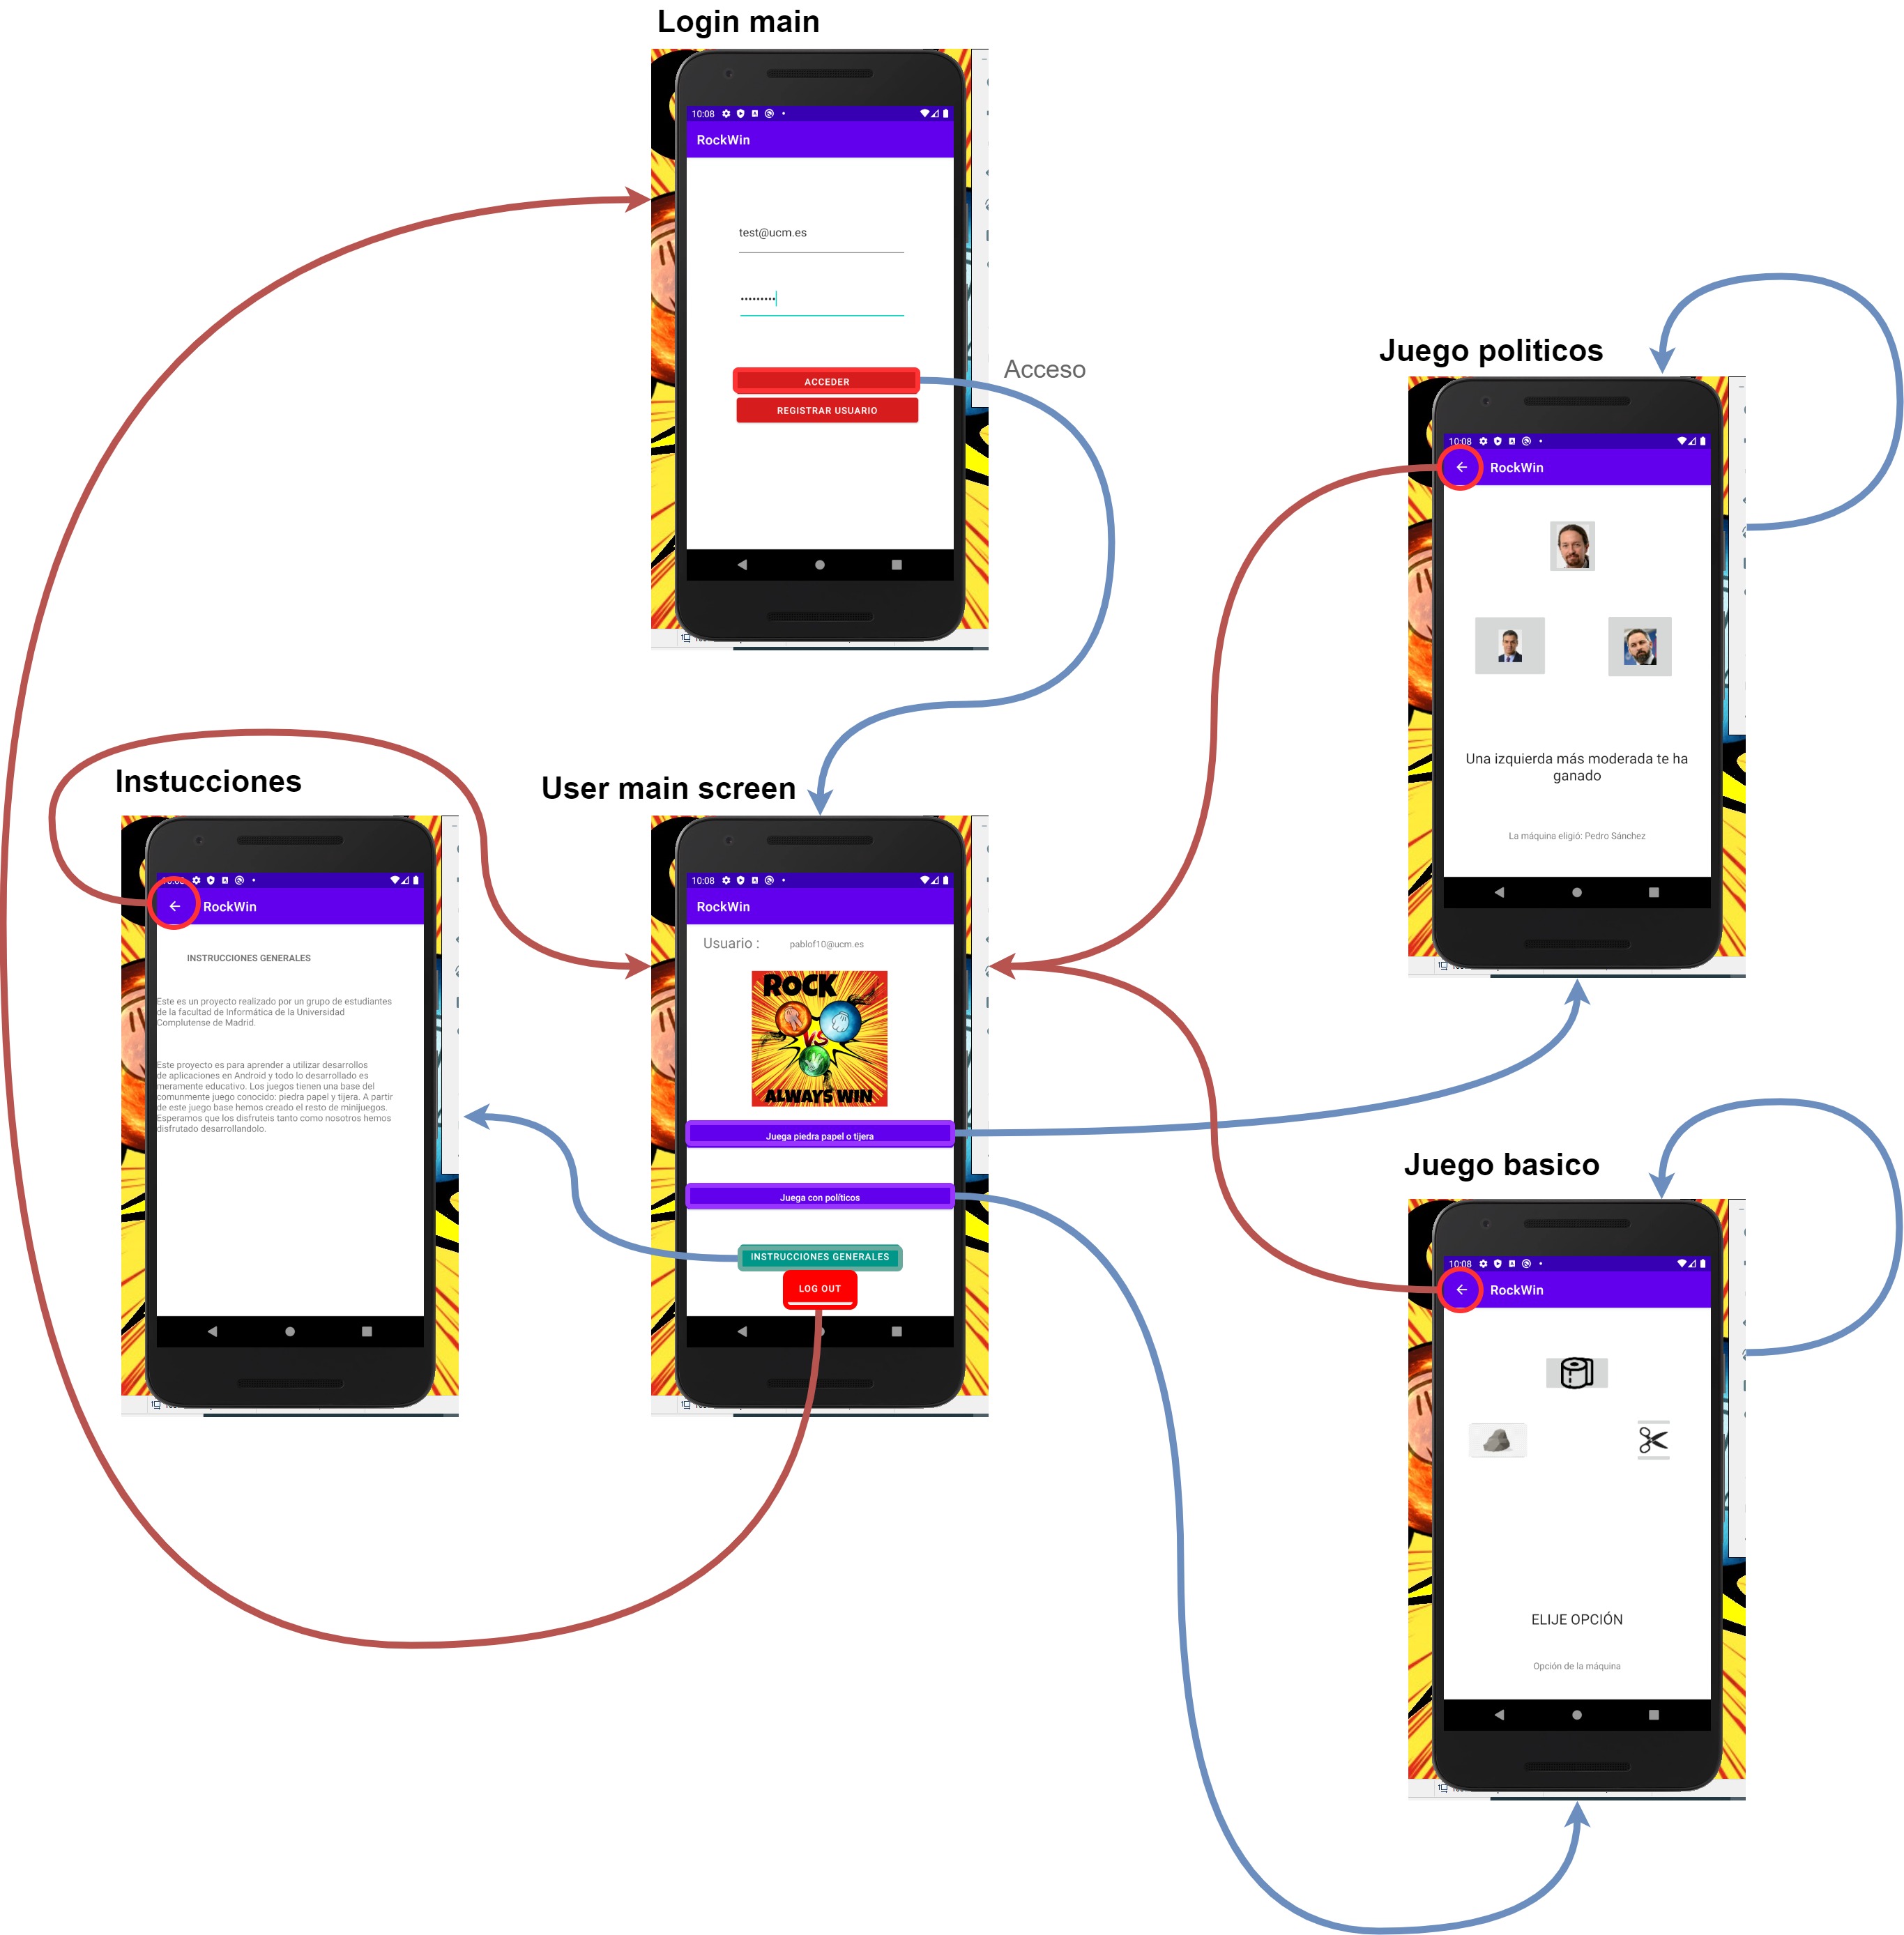 Login main
10:08
RockWin
test@ucm.es
ACCEDER
REGISTRAR USUARIO
Acceso
Juego politicos
10:08
RockWin
Una izquierda más moderada te ha
ganado
La máquina eligió: Pedro Sánchez
Instucciones
10:08
RockWin
INSTRUCCIONES GENERALES
Este es un proyecto realizado por un grupo de estudiantes
de la facultad de Informática de la Universidad
Complutense de Madrid.
Este proyecto es para aprender a utilizar desarrollos
de aplicaciones en Android y todo lo desarrollado es
meramente educativo. Los juegos tienen una base del
comunmente juego conocido: piedra papel y tijera. A partir
de este juego base hemos creado el resto de minijuegos.
Esperamos que los disfruteis tanto como nosotros hemos
disfrutado desarrollandolo.
User main screen
10:08
RockWin
Usuario : pablof10@ucm.es
ROCK
VS
ALWAYS WIN
Juega piedra papel o tijera
Juega con políticos
INSTRUCCIONES GENERALES
LOG OUT
Juego basico
10:08
RockWin
ELIJE OPCIÓN
Opción de la máquina